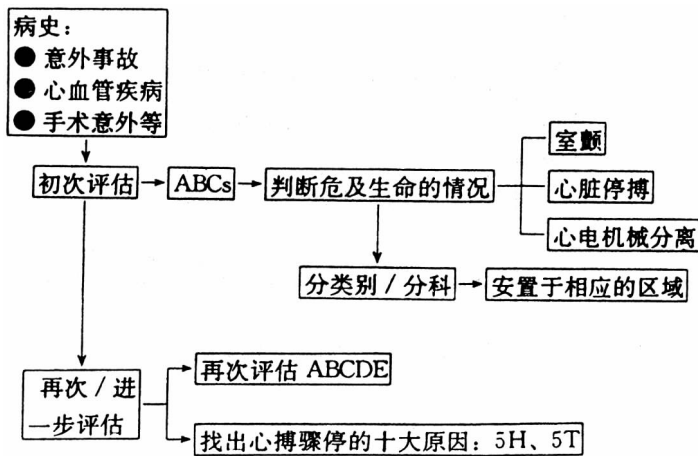 病史：
● 意外事故
● 心血管疾病
● 手术意外等
初次评估
ABCs
判断危及生命的情况
室颤
心脏停搏
心电机械分离
分类别／分科
安置于相应的区域
再次／进
一步评估
再次评估 ABCDE
找出心搏骤停的十大原因：5H、5T